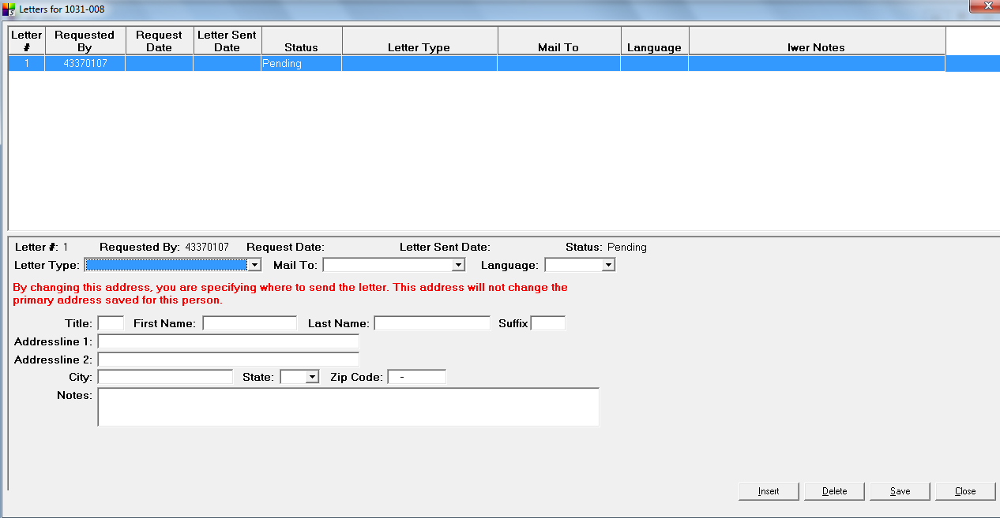 Letters for 1031-008
Letter # Requested By Request Date Letter Sent Date Status Letter Type Mail To Language Iwer Notes
1 43370107 Pending
Letter #: 1 Requested By: 43370107 Request Date: Letter Sent Date: Status: Pending
Letter Type: Mail To: Language:
By changing this address, you are specifying where to send the letter. This address will not change the
primary address saved for this person.
Title: First Name: Last Name: Suffix
Addressline 1:
Addressline 2:
City: State: Zip Code: -
Notes:
Insert Delete Save Close